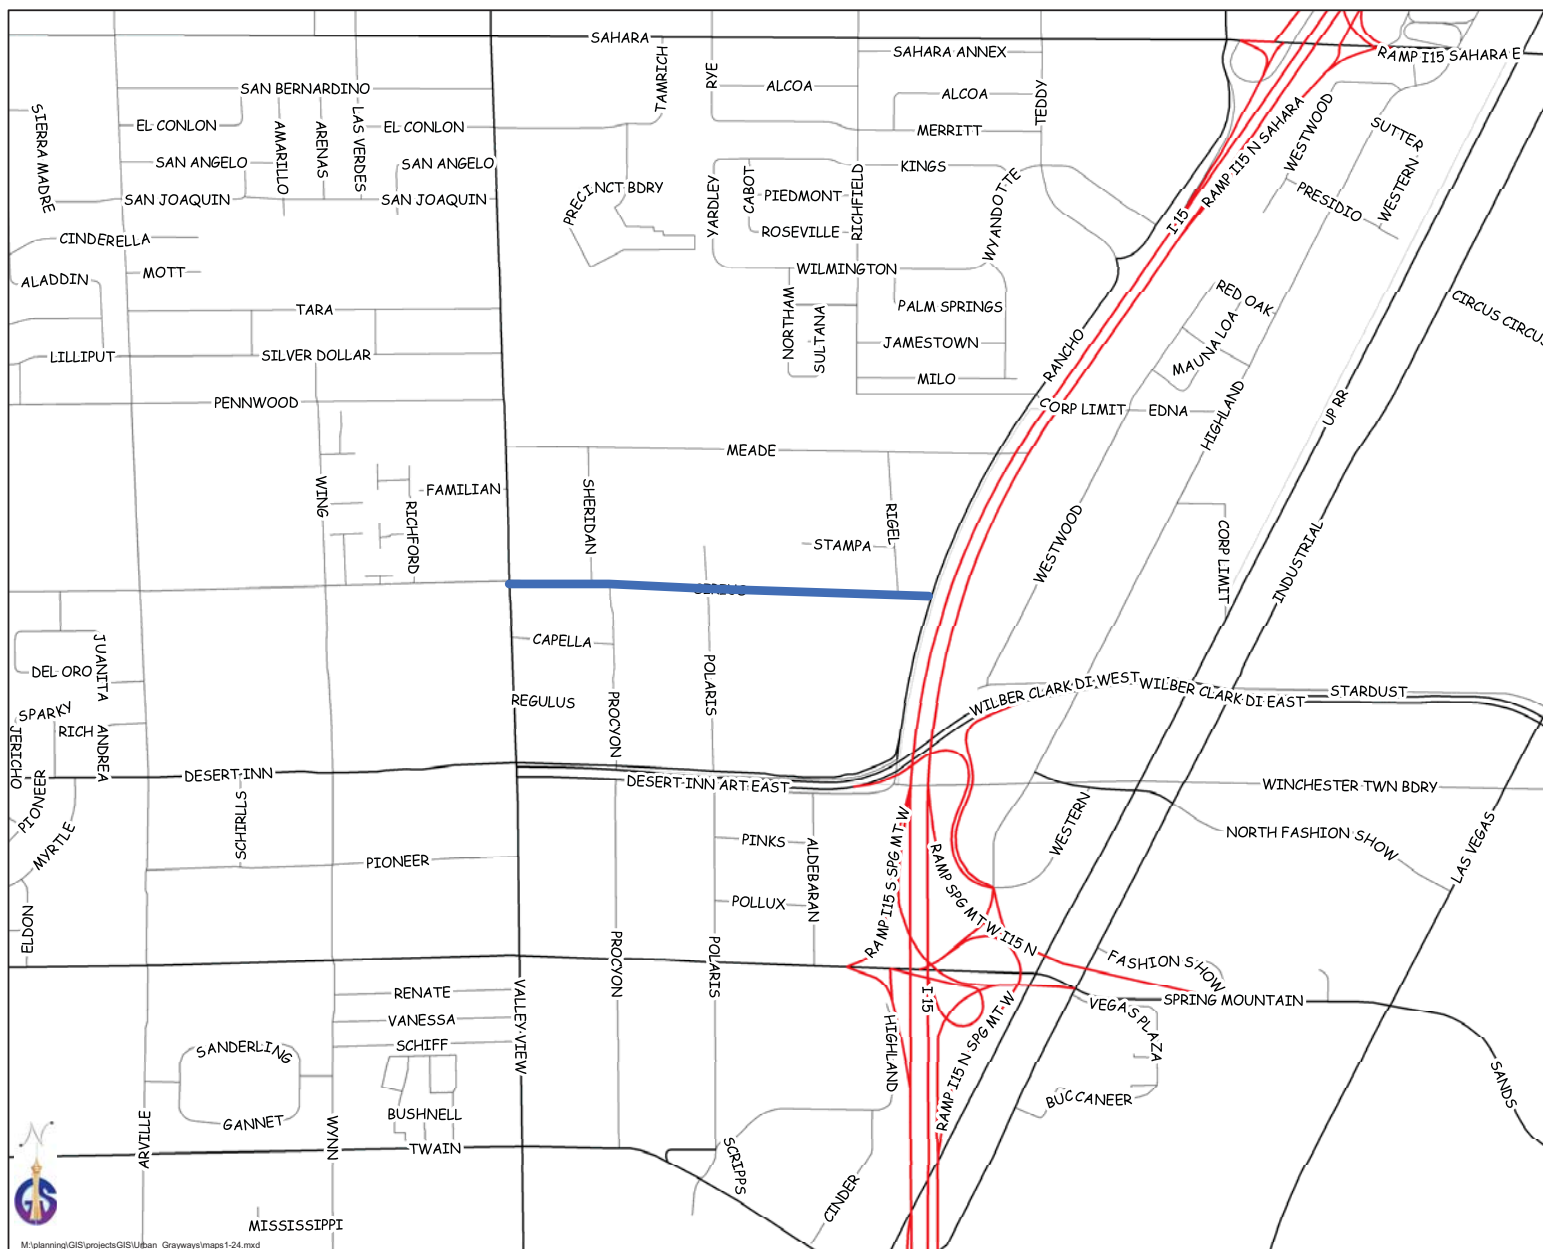 SAHARA
RAMP I15 SAHARA E
SAHARA ANNEX
TAMRICH
RYE
ALCOA
ALCOA
TEDDY
MERRITT
SAN BERNARDINO
SIERRA MADRE
EL CONLON
AMARILLO
ARENAS
LAS VERDES
EL CONLON
SAN ANGELO
SAN ANGELO
SAN JOAQUIN
SAN JOAQUIN
PRECINCT BDRY
YARDLEY
CABOT
PIEDMONT
RICHFIELD
KINGS
WYANDOTTE
ROSEVILLE
I-15
RAMP I15 N SAHARA
WESTWOOD
SUTTER
WESTERN
PRESIDIO
CINDERELLA
ALADDIN
MOTT
WILMINGTON
TARA
NORTHAM
SULTANA
PALM SPRINGS
RED OAK
MAUNA LOA
CIRCUS CIRCUS
LILLIPUT
SILVER DOLLAR
JAMESTOWN
MILO
RANCHO
PENNWOOD
CORP LIMIT
EDNA
HIGHLAND
UP RR
MEADE
WING
FAMILIAN
RICHFORD
SHERIDAN
RIGEL
STAMPA
WESTWOOD
CORP LIMIT
INDUSTRIAL
JUANITA
DEL ORO
CAPELLA
POLARIS
REGULUS
PROCYON
WILBER CLARK DI WEST
WILBER CLARK DI EAST
STARDUST
SPARKY
RICH
ANDREA
JERICHO
PIONEER
DESERT INN
DESERT INN ART EAST
WINCHESTER TWN BDRY
SCHIRLLS
MYRTLE
PIONEER
PINKS
ALDEBARAN
POLLUX
RAMP I15 S SPG MT W
RAMP SPG MT W I15 N
WESTERN
NORTH FASHION SHOW
LAS VEGAS
ELDON
PROCYON
POLARIS
FASHION SHOW
SPRING MOUNTAIN
VEGAS PLAZA
RENATE
VANESSA
SCHIFF
VALLEY VIEW
I-15
HIGHLAND
RAMP I15 N SPG MT W
SANDERLING
GANNET
BUSHNELL
BUCCANEER
SANDS
N
ARVILLE
WYNN
TWAIN
SCRIPPS
CINDER
GIS
MISSISSIPPI
M:\planning\GIS\projectsGIS\Urban_Grayways\maps1-24.mxd